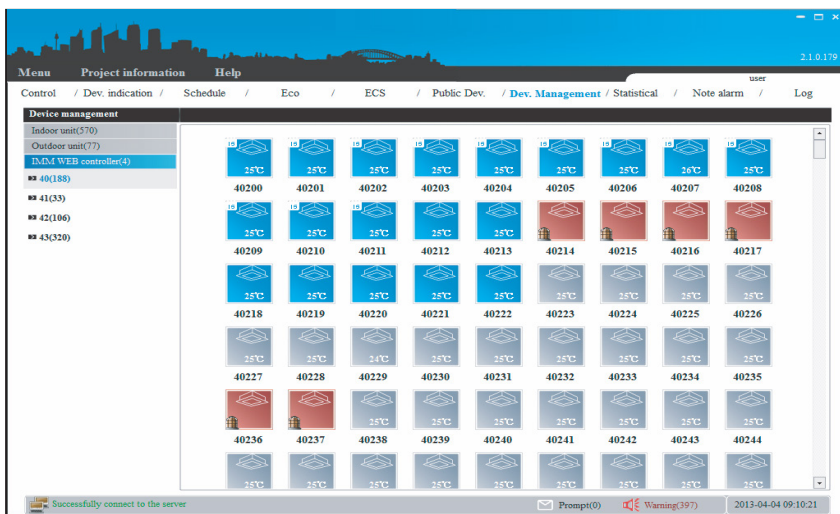 2.1.0.179
Menu Project information Help
user
Control / Dev. indication / Schedule / Eco / ECS / Public Dev. / Dev. Management / Statistical / Note alarm / Log
Device management
Indoor unit(570)
Outdoor unit(77)
IMM WEB controller(4)
40(188)
41(33)
42(106)
43(320)
25℃ 25℃ 25℃ 25℃ 25℃ 25℃ 25℃ 25℃ 25℃
40200 40201 40202 40203 40204 40205 40206 40207 40208
25℃ 25℃ 25℃ 25℃ 25℃
40209 40210 40211 40212 40213 40214 40215 40216 40217
25℃ 25℃ 25℃ 25℃ 25℃ 25℃ 25℃ 25℃ 25℃
40218 40219 40220 40221 40222 40223 40224 40225 40226
25℃ 25℃ 24℃ 25℃ 25℃ 25℃ 25℃ 25℃ 25℃
40227 40228 40229 40230 40231 40232 40233 40234 40235
25℃ 25℃ 25℃ 25℃ 25℃ 25℃ 25℃
40236 40237 40238 40239 40240 40241 40242 40243 40244
25℃ 25℃ 25℃ 25℃ 25℃ 25℃ 25℃ 25℃ 25℃
Successfully connect to the server Prompt(0) Warning(397) 2013-04-04 09:10:21